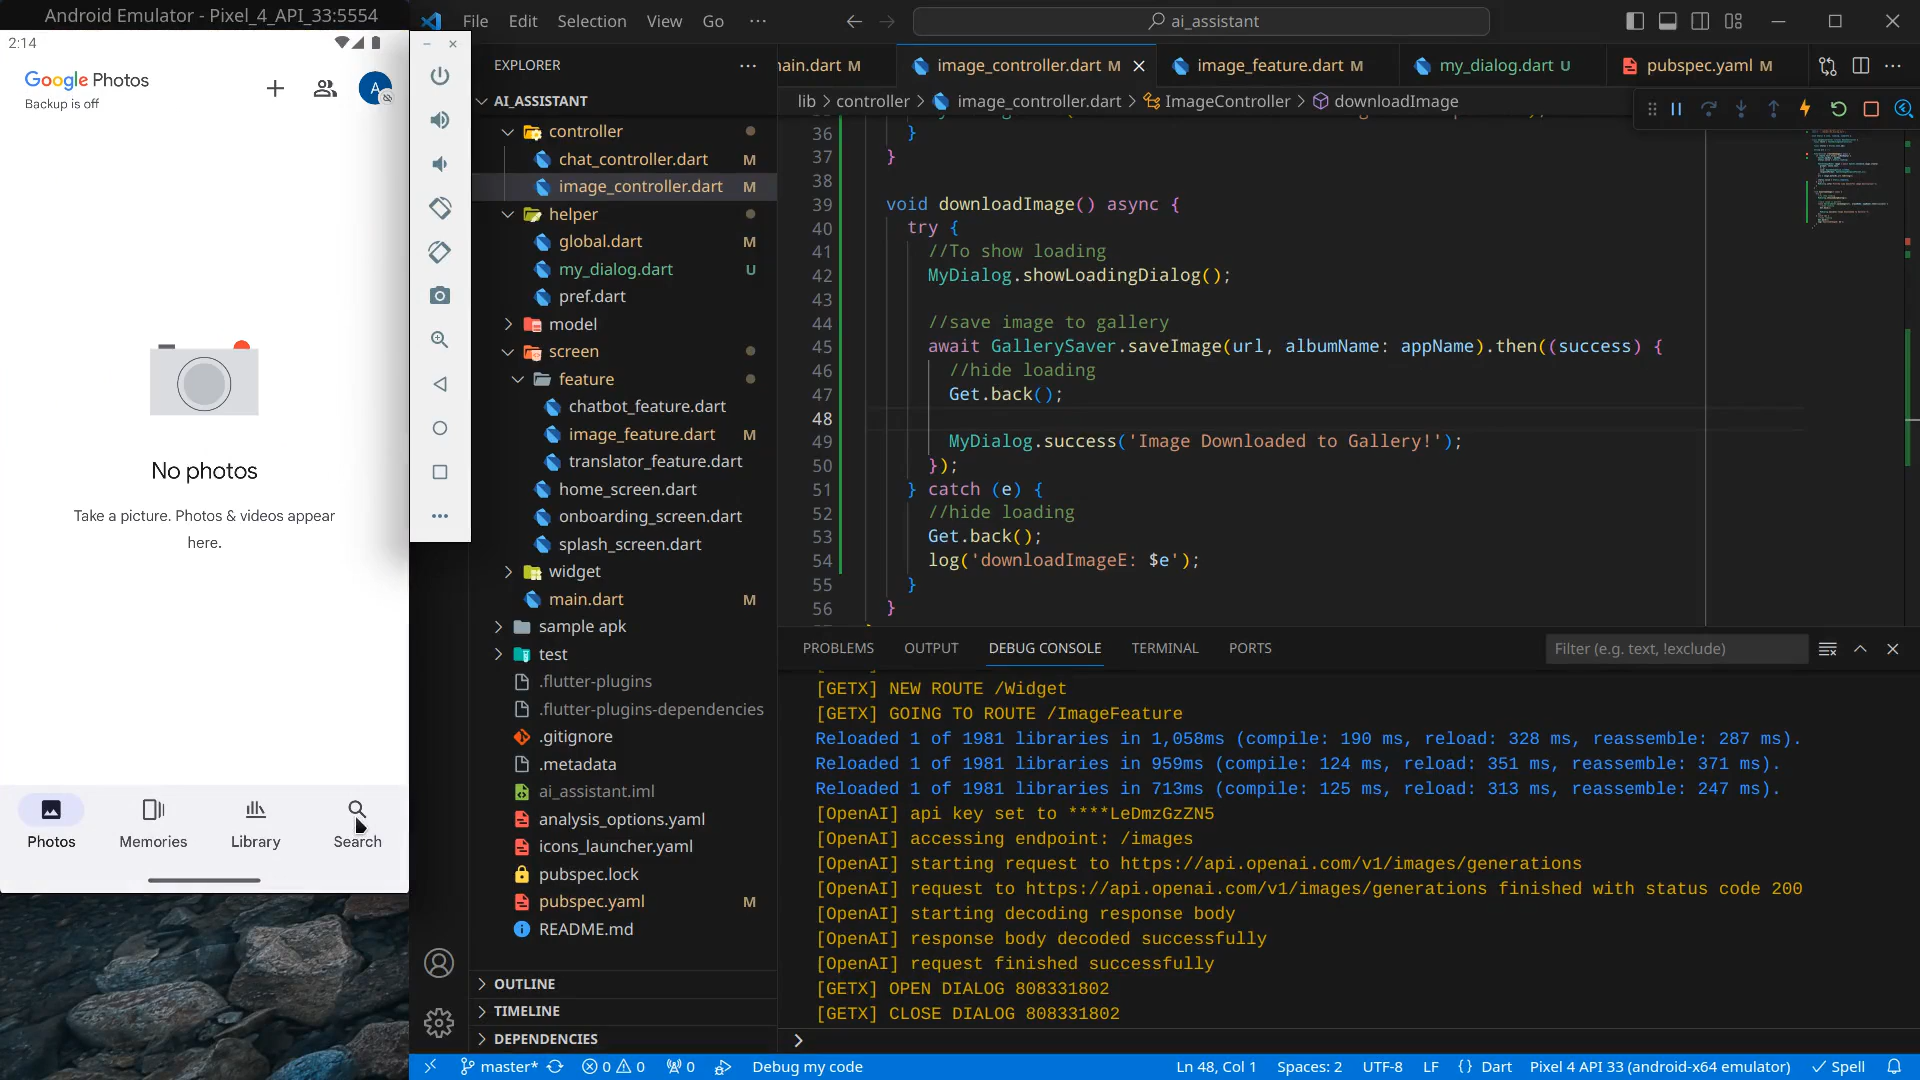 Android Emulator - Pixel_4_API_33:5554
2:14
Google Photos
Backup is off
A
No photos
Take a picture. Photos & videos appear
here.
Photos
Memories
Library
Search
File Edit Selection View Go
ai_assistant
EXPLORER
AI_ASSISTANT
controller
chat_controller.dart M
image_controller.dart M
helper
global.dart M
my_dialog.dart U
pref.dart
model
screen
feature
chatbot_feature.dart
image_feature.dart M
translator_feature.dart
home_screen.dart
onboarding_screen.dart
splash_screen.dart
widget
main.dart M
sample apk
test
.flutter-plugins
.flutter-plugins-dependencies
.gitignore
.metadata
ai_assistant.iml
analysis_options.yaml
icons_launcher.yaml
pubspec.lock
pubspec.yaml M
README.md
OUTLINE
TIMELINE
DEPENDENCIES
ain.dart M
image_controller.dart M
image_feature.dart M
my_dialog.dart U
pubspec.yaml M
lib > controller > image_controller.dart > ImageController > downloadImage
36 }
37 }
38
39 void downloadImage() async {
40 try {
41 //To show loading
42 MyDialog.showLoadingDialog();
43
44 //save image to gallery
45 await GallerySaver.saveImage(url, albumName: appName).then((success) {
46 //hide loading
47 Get.back();
48
49 MyDialog.success('Image Downloaded to Gallery!');
50 });
51 } catch (e) {
52 //hide loading
53 Get.back();
54 log('downloadImageE: $e');
55 }
56 }
PROBLEMS OUTPUT DEBUG CONSOLE TERMINAL PORTS
Filter (e.g. text, !exclude)
[GETX] NEW ROUTE /Widget
[GETX] GOING TO ROUTE /ImageFeature
Reloaded 1 of 1981 libraries in 1,058ms (compile: 190 ms, reload: 328 ms, reassemble: 287 ms).
Reloaded 1 of 1981 libraries in 959ms (compile: 124 ms, reload: 351 ms, reassemble: 371 ms).
Reloaded 1 of 1981 libraries in 713ms (compile: 125 ms, reload: 313 ms, reassemble: 247 ms).
[OpenAI] api key set to ****LeDmzGzZN5
[OpenAI] accessing endpoint: /images
[OpenAI] starting request to https://api.openai.com/v1/images/generations
[OpenAI] request to https://api.openai.com/v1/images/generations finished with status code 200
[OpenAI] starting decoding response body
[OpenAI] response body decoded successfully
[OpenAI] request finished successfully
[GETX] OPEN DIALOG 808331802
[GETX] CLOSE DIALOG 808331802
master* 0 0 0 Debug my code
Ln 48, Col 1 Spaces: 2 UTF-8 LF {} Dart Pixel 4 API 33 (android-x64 emulator) Spell